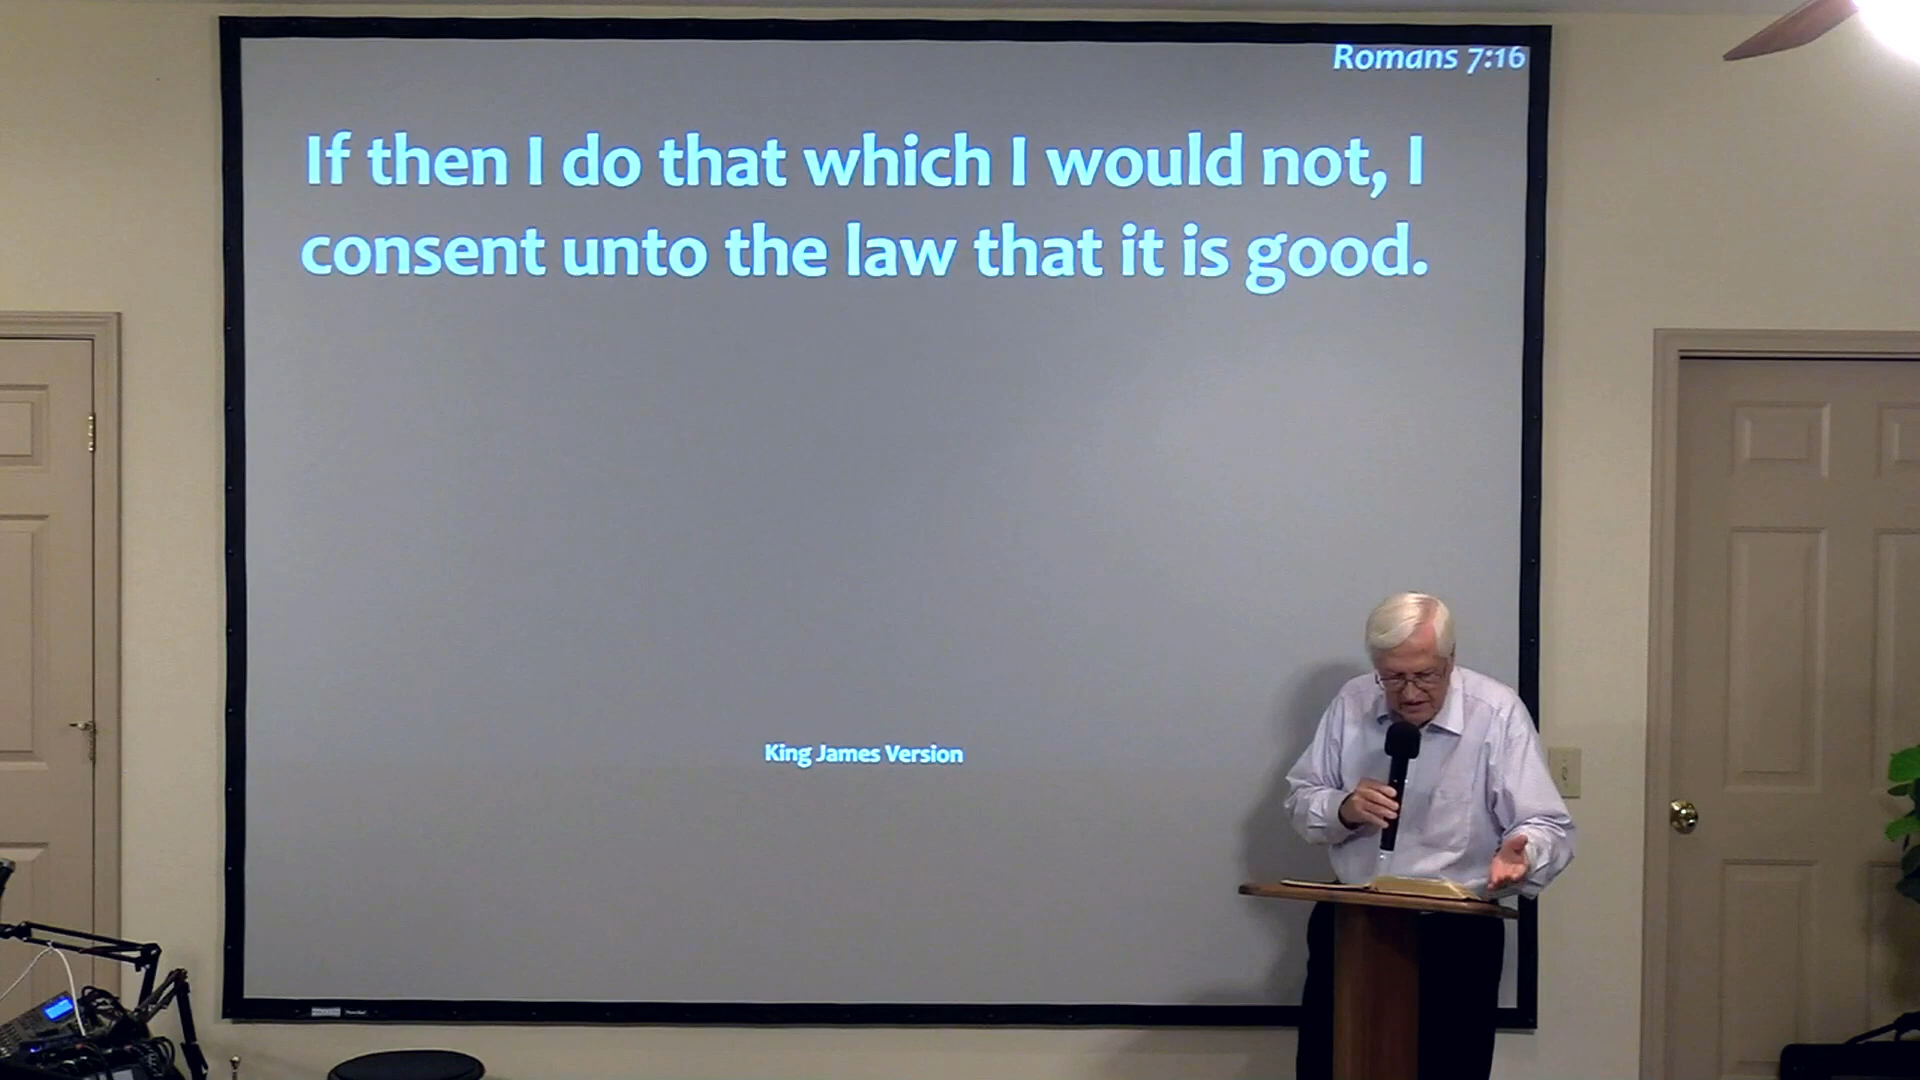 Romans 7:16
If then I do that which I would not, I
consent unto the law that it is good.
King James Version